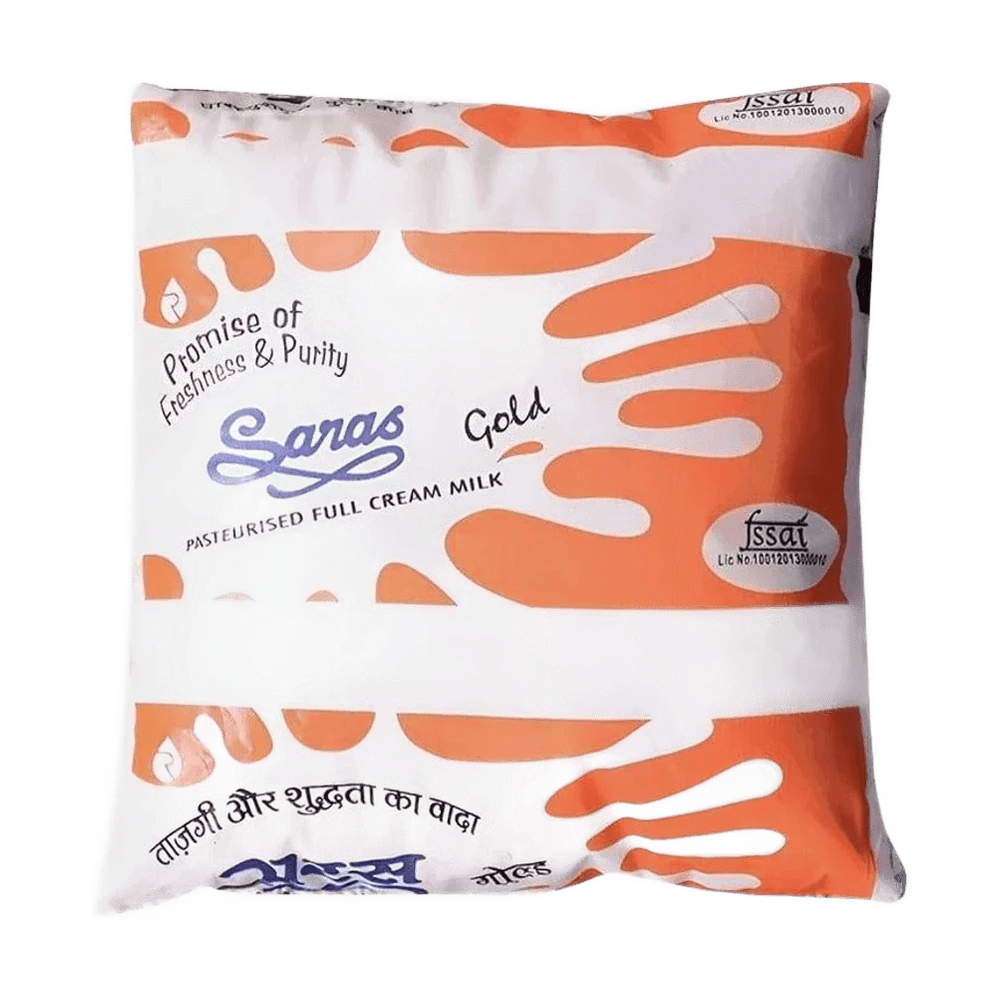 fssai
Lic No.10012013000010
Promise of
Freshness & Purity
Saras Gold
PASTEURISED FULL CREAM MILK
fssai
Lic No.10012013000010
ताज़गी और शुद्धता का वादा
सरस गोल्ड